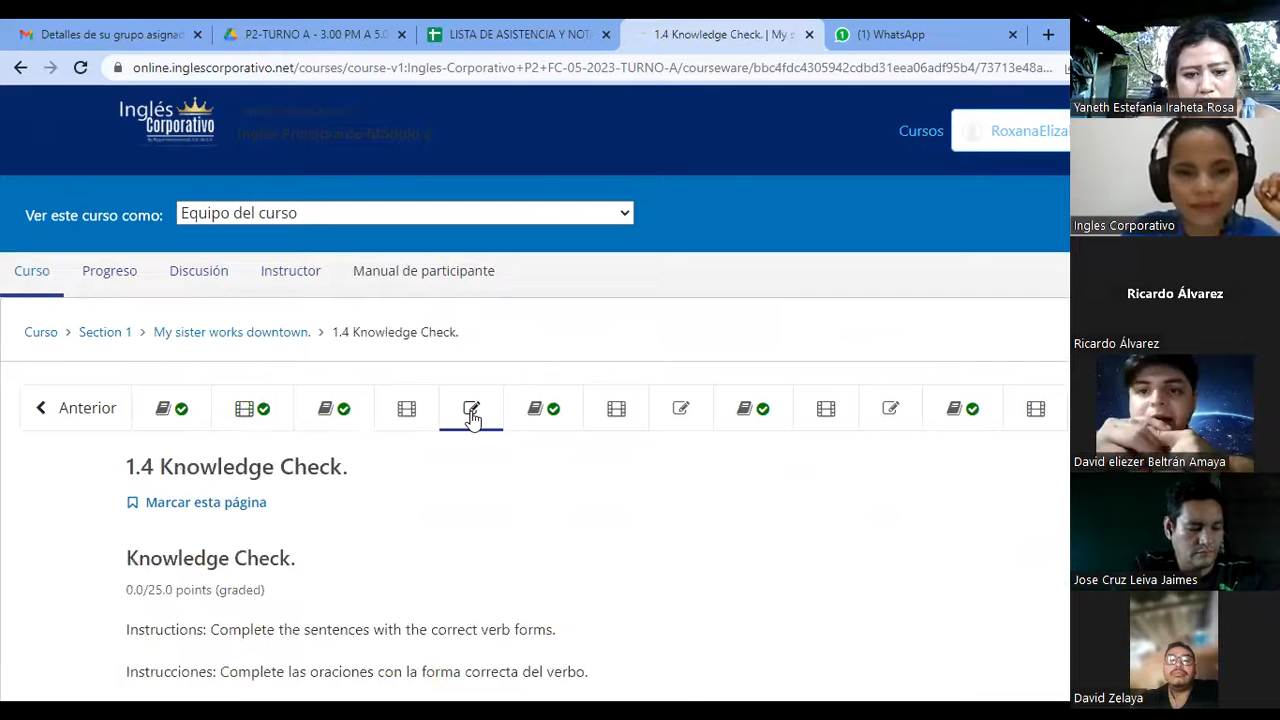 Detalles de su grupo asignad
P2-TURNO A - 3.00 PM A 5.0
LISTA DE ASISTENCIA Y NOT
1.4 Knowledge Check. | My s
(1) WhatsApp
online.inglescorporativo.net/courses/course-v1:Ingles-Corporativo+P2+FC-05-2023-TURNO-A/courseware/bbc4fdc4305942cdbd31eea06adf95b4/73713e48a...
Inglés
Corporativo
Cursos
RoxanaEliza
Ver este curso como:
Equipo del curso
Curso
Progreso
Discusión
Instructor
Manual de participante
Curso > Section 1 > My sister works downtown. > 1.4 Knowledge Check.
Anterior
1.4 Knowledge Check.
Marcar esta página
Knowledge Check.
0.0/25.0 points (graded)
Instructions: Complete the sentences with the correct verb forms.
Instrucciones: Complete las oraciones con la forma correcta del verbo.
Yaneth Estefania Iraheta Rosa
Ingles Corporativo
Ricardo Álvarez
Ricardo Álvarez
David eliezer Beltrán Amaya
Jose Cruz Leiva Jaimes
David Zelaya